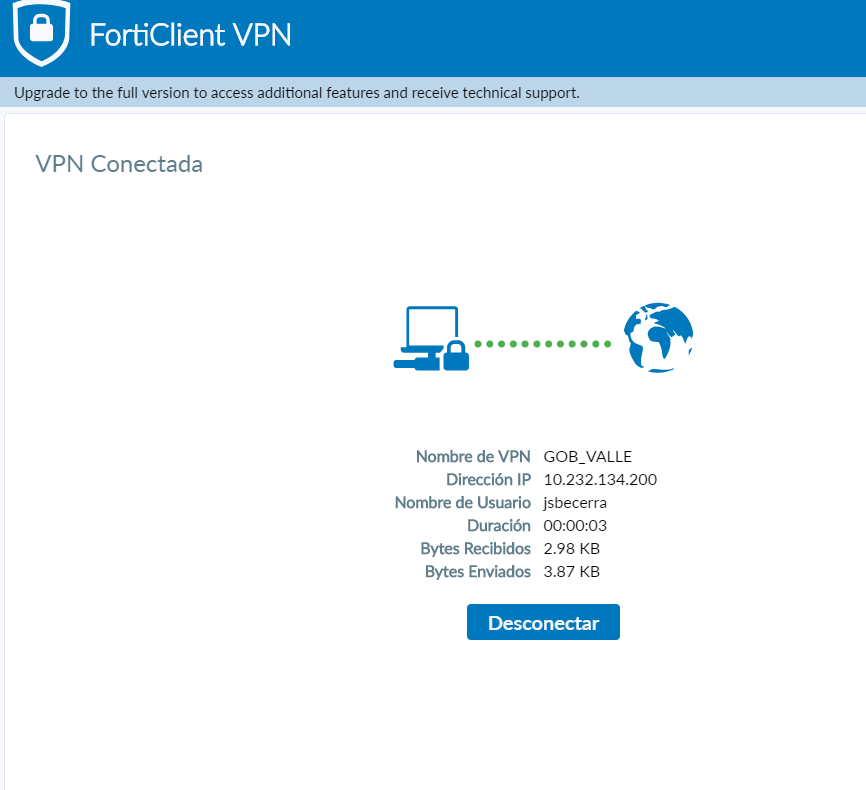 FortiClient VPN
Upgrade to the full version to access additional features and receive technical support.
VPN Conectada
Nombre de VPN GOB_VALLE
Dirección IP 10.232.134.200
Nombre de Usuario jsbecerra
Duración 00:00:03
Bytes Recibidos 2.98 KB
Bytes Enviados 3.87 KB
Desconectar